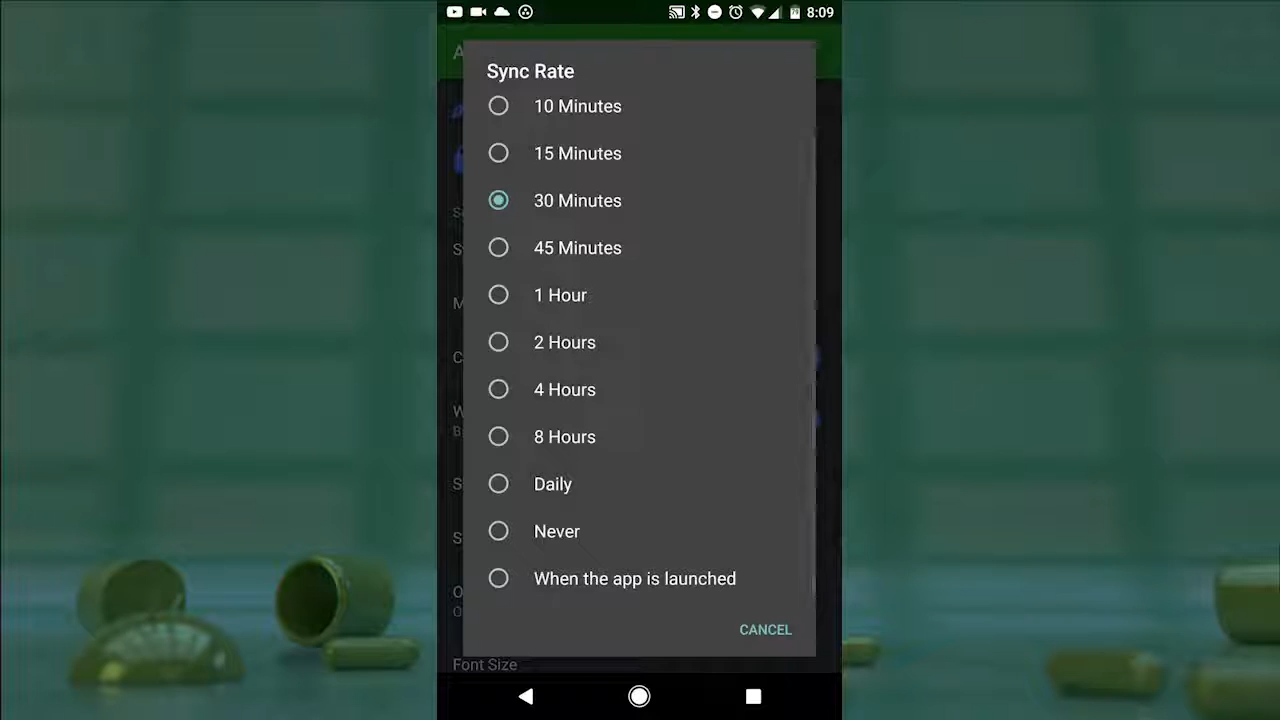 8:09
Sync Rate
10 Minutes
15 Minutes
30 Minutes
45 Minutes
1 Hour
2 Hours
4 Hours
8 Hours
Daily
Never
When the app is launched
CANCEL
Font Size